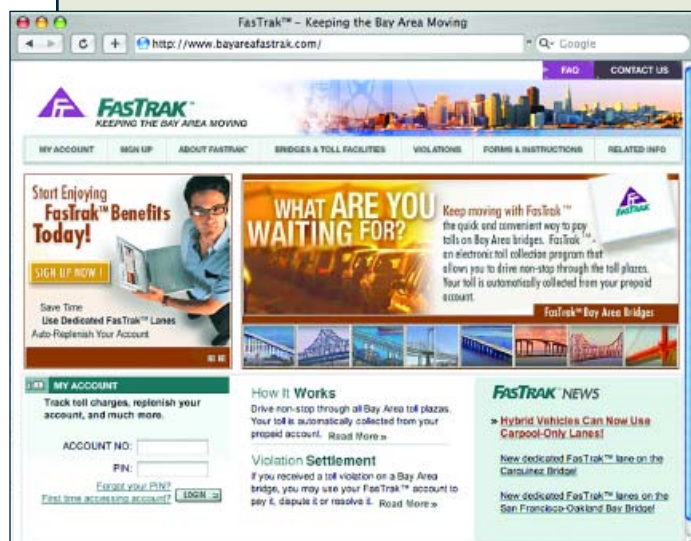 FasTrak™ – Keeping the Bay Area Moving
http://www.bayareafastrak.com/
Google
FAQ
CONTACT US
FASTRAK™
KEEPING THE BAY AREA MOVING
MY ACCOUNT
SIGN UP
ABOUT FASTRAK™
BRIDGES & TOLL FACILITIES
VIOLATIONS
FORMS & INSTRUCTIONS
RELATED INFO
Start Enjoying
FasTrak™ Benefits
Today!
SIGN UP NOW !
Save Time
Use Dedicated FasTrak™ Lanes
Auto-Replenish Your Account
WHAT ARE YOU
WAITING FOR?
Keep moving with FasTrak™
the quick and convenient way to pay
tolls on Bay Area bridges. FasTrak™-
an electronic toll collection program that
allows you to drive non-stop through the toll plazas.
Your toll is automatically collected from your prepaid
account.
FASTRAK
FasTrak™ Bay Area Bridges
MY ACCOUNT
Track toll charges, replenish your
account, and much more.
ACCOUNT NO:
PIN:
Forgot your PIN?
First time accessing account?
LOGIN
How It Works
Drive non-stop through all Bay Area toll plazas.
Your toll is automatically collected from your
prepaid account. Read More »
Violation Settlement
If you received a toll violation on a Bay Area
bridge, you may use your FasTrak™ account to
pay it, dispute it or resolve it. Read More »
FASTRAK™ NEWS
» Hybrid Vehicles Can Now Use
Carpool-Only Lanes!
New dedicated FasTrak™ lane on the
Carquinez Bridge!
New dedicated FasTrak™ lanes on the
San Francisco-Oakland Bay Bridge!